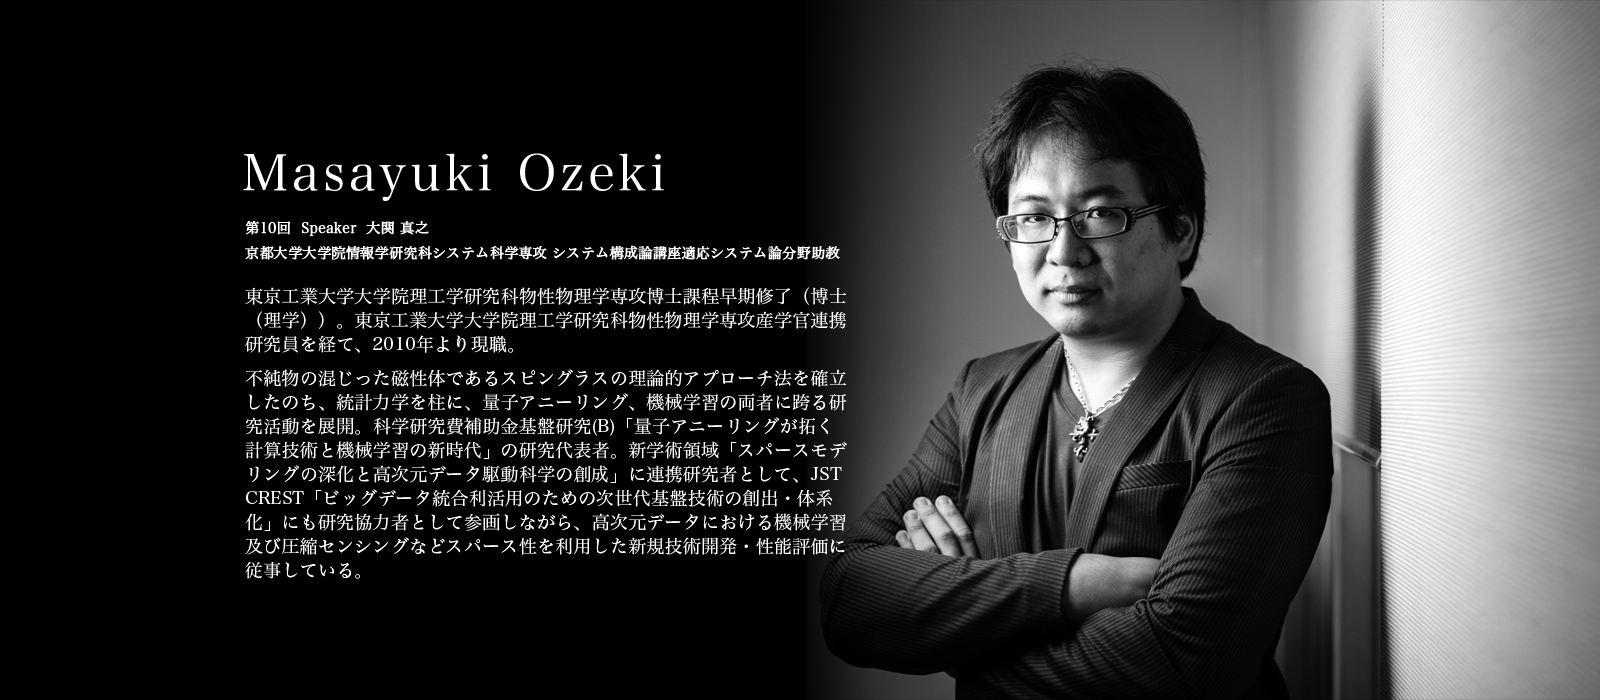 Masayuki Ozeki
第10回 Speaker 大関 真之
京都大学大学院情報学研究科システム科学専攻 システム構成論講座適応システム論分野助教
東京工業大学大学院理工学研究科物性物理学専攻博士課程早期修了（博士
（理学））。東京工業大学大学院理工学研究科物性物理学専攻産学官連携
研究員を経て、2010年より現職。
不純物の混じった磁性体であるスピングラスの理論的アプローチ法を確立
したのち、統計力学を柱に、量子アニーリング、機械学習の両者に跨る研
究活動を展開。科学研究費補助金基盤研究(B)「量子アニーリングが拓く
計算技術と機械学習の新時代」の研究代表者。新学術領域「スパースモデ
リングの深化と高次元データ駆動科学の創成」に連携研究者として、JST
CREST「ビッグデータ統合利活用のための次世代基盤技術の創出・体系
化」にも研究協力者として参画しながら、高次元データにおける機械学習
及び圧縮センシングなどスパース性を利用した新規技術開発・性能評価に
従事している。